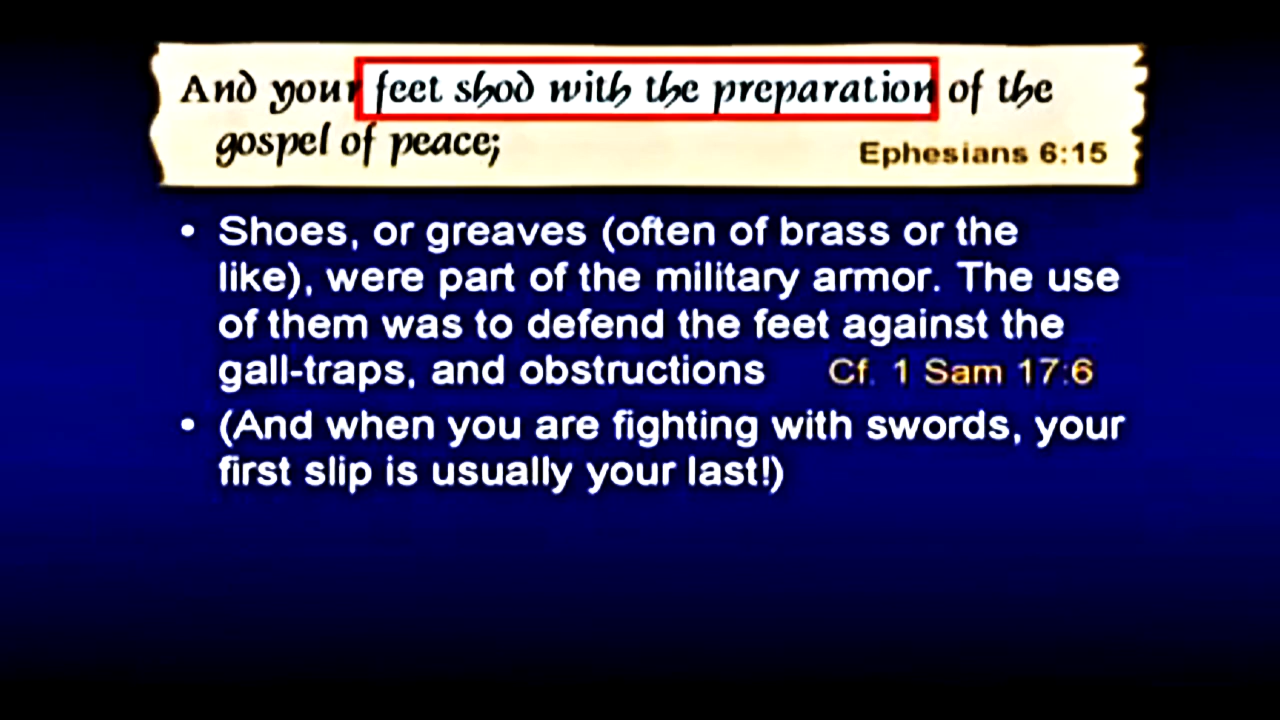 And your feet shod with the preparation of the
gospel of peace;
Ephesians 6:15
• Shoes, or greaves (often of brass or the
like), were part of the military armor. The use
of them was to defend the feet against the
gall-traps, and obstructions Cf. 1 Sam 17:6
• (And when you are fighting with swords, your
first slip is usually your last!)